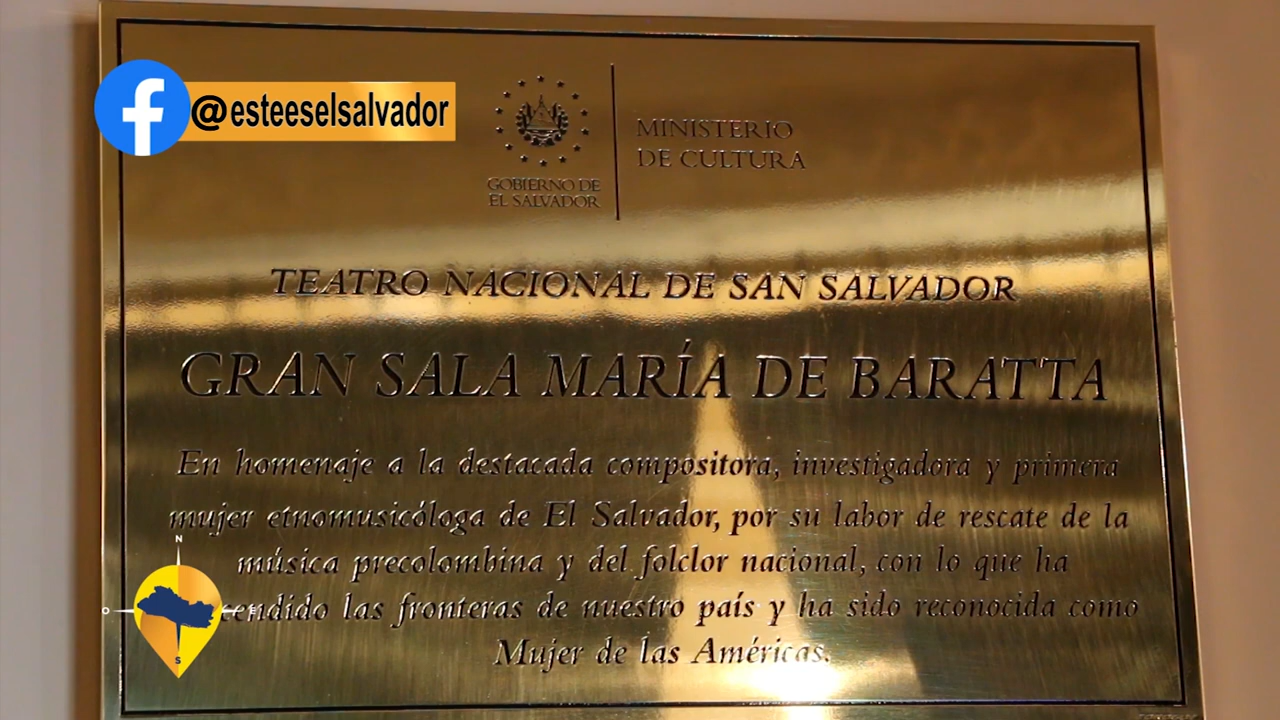 @esteeselsalvador
GOBIERNO DE
EL SALVADOR
MINISTERIO
DE CULTURA
TEATRO NACIONAL DE SAN SALVADOR
GRAN SALA MARÍA DE BARATTA
En homenaje a la destacada compositora, investigadora y primera
mujer etnomusicóloga de El Salvador, por su labor de rescate de la
música precolombina y del folclor nacional, con lo que ha
las fronteras de nuestro país y ha sido reconocida como
Mujer de las Américas.
N
O
E
S